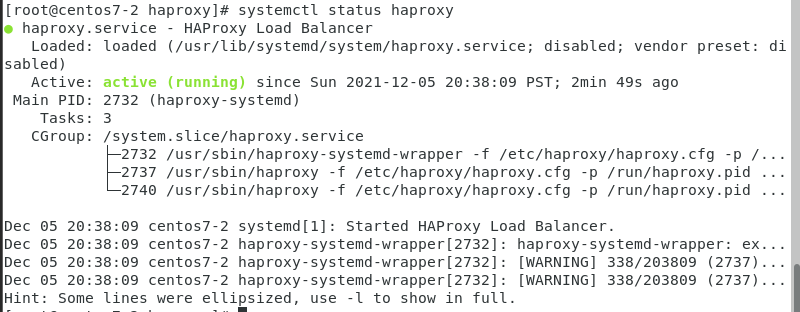 [root@centos7-2 haproxy]# systemctl status haproxy
● haproxy.service - HAProxy Load Balancer
   Loaded: loaded (/usr/lib/systemd/system/haproxy.service; disabled; vendor preset: di
sabled)
   Active: active (running) since Sun 2021-12-05 20:38:09 PST; 2min 49s ago
 Main PID: 2732 (haproxy-systemd)
    Tasks: 3
   CGroup: /system.slice/haproxy.service
           ├─2732 /usr/sbin/haproxy-systemd-wrapper -f /etc/haproxy/haproxy.cfg -p /...
           ├─2737 /usr/sbin/haproxy -f /etc/haproxy/haproxy.cfg -p /run/haproxy.pid ...
           └─2740 /usr/sbin/haproxy -f /etc/haproxy/haproxy.cfg -p /run/haproxy.pid ...

Dec 05 20:38:09 centos7-2 systemd[1]: Started HAProxy Load Balancer.
Dec 05 20:38:09 centos7-2 haproxy-systemd-wrapper[2732]: haproxy-systemd-wrapper: ex...
Dec 05 20:38:09 centos7-2 haproxy-systemd-wrapper[2732]: [WARNING] 338/203809 (2737)...
Dec 05 20:38:09 centos7-2 haproxy-systemd-wrapper[2732]: [WARNING] 338/203809 (2737)...
Hint: Some lines were ellipsized, use -l to show in full.